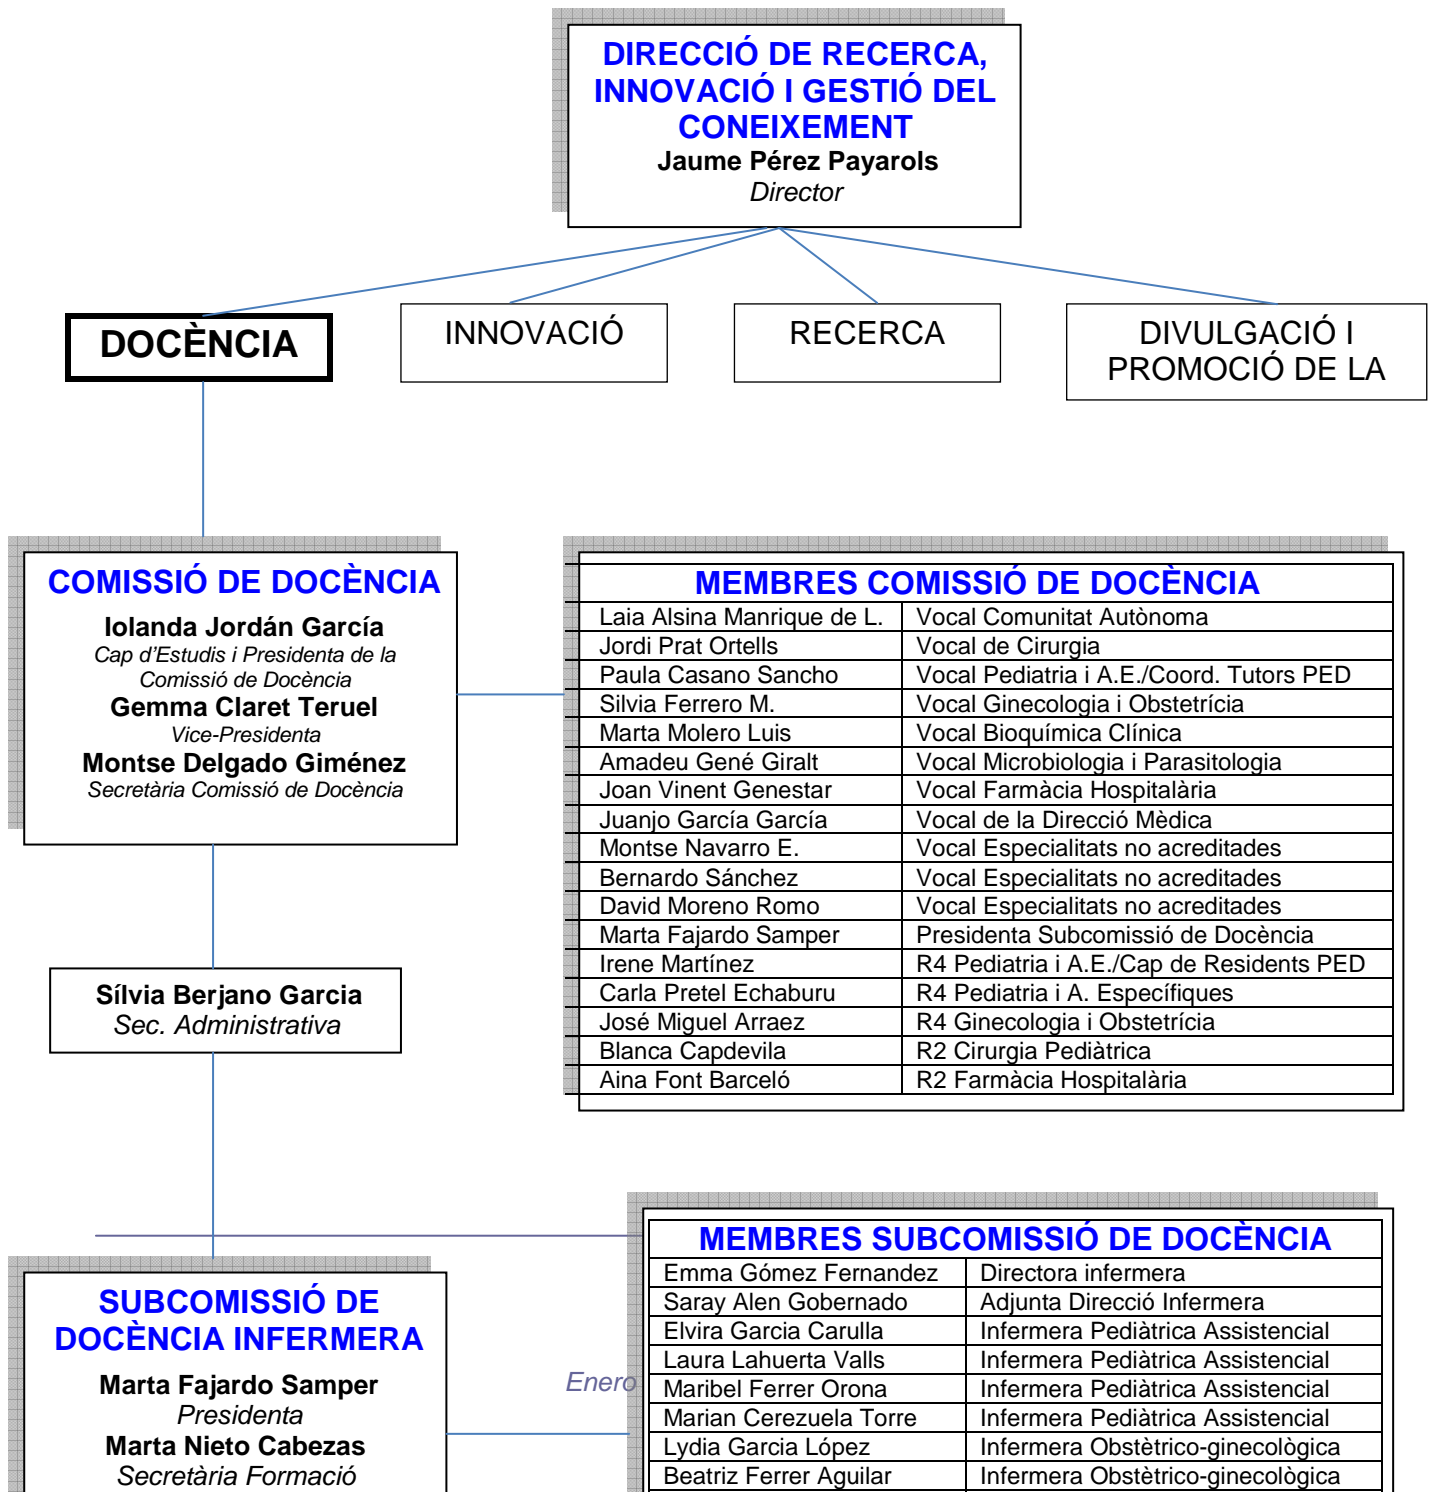 DIRECCIÓ DE RECERCA,
INNOVACIÓ I GESTIÓ DEL
CONEIXEMENT
Jaume Pérez Payarols
Director
DOCÈNCIA
INNOVACIÓ
RECERCA
DIVULGACIÓ I
PROMOCIÓ DE LA
COMISSIÓ DE DOCÈNCIA
Iolanda Jordán García
Cap d'Estudis i Presidenta de la
Comissió de Docència
Gemma Claret Teruel
Vice-Presidenta
Montse Delgado Giménez
Secretària Comissió de Docència
MEMBRES COMISSIÓ DE DOCÈNCIA
Laia Alsina Manrique de L. Vocal Comunitat Autònoma
Jordi Prat Ortells Vocal de Cirurgia
Paula Casano Sancho Vocal Pediatria i A.E./Coord. Tutors PED
Silvia Ferrero M. Vocal Ginecologia i Obstetrícia
Marta Molero Luis Vocal Bioquímica Clínica
Amadeu Gené Giralt Vocal Microbiologia i Parasitologia
Joan Vinent Genestar Vocal Farmàcia Hospitalària
Juanjo García García Vocal de la Direcció Mèdica
Montse Navarro E. Vocal Especialitats no acreditades
Bernardo Sánchez Vocal Especialitats no acreditades
David Moreno Romo Vocal Especialitats no acreditades
Marta Fajardo Samper Presidenta Subcomissió de Docència
Irene Martínez R4 Pediatria i A.E./Cap de Residents PED
Carla Pretel Echaburu R4 Pediatria i A. Específiques
José Miguel Arraez R4 Ginecologia i Obstetrícia
Blanca Capdevila R2 Cirurgia Pediàtrica
Aina Font Barceló R2 Farmàcia Hospitalària
Sílvia Berjano Garcia
Sec. Administrativa
SUBCOMISSIÓ DE
DOCÈNCIA INFERMERA
Marta Fajardo Samper
Presidenta
Marta Nieto Cabezas
Secretària Formació
Enero
MEMBRES SUBCOMISSIÓ DE DOCÈNCIA
Emma Gómez Fernandez Directora infermera
Saray Alen Gobernado Adjunta Direcció Infermera
Elvira Garcia Carulla Infermera Pediàtrica Assistencial
Laura Lahuerta Valls Infermera Pediàtrica Assistencial
Maribel Ferrer Orona Infermera Pediàtrica Assistencial
Marian Cerezuela Torre Infermera Pediàtrica Assistencial
Lydia Garcia López Infermera Obstètrico-ginecològica
Beatriz Ferrer Aguilar Infermera Obstètrico-ginecològica